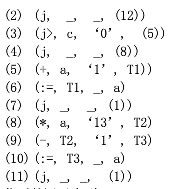 (2) (j, _, _, (12))
(3) (j>, c, ‘0’, (5))
(4) (j, _, _, (8))
(5) (+, a, ‘1’, T1))
(6) (:=, T1, _, a)
(7) (j, _, _, (1))
(8) (*, a, ‘13’, T2)
(9) (-, T2, ‘1’, T3)
(10) (:=, T3, _, a)
(11) (j, _, _, (1))